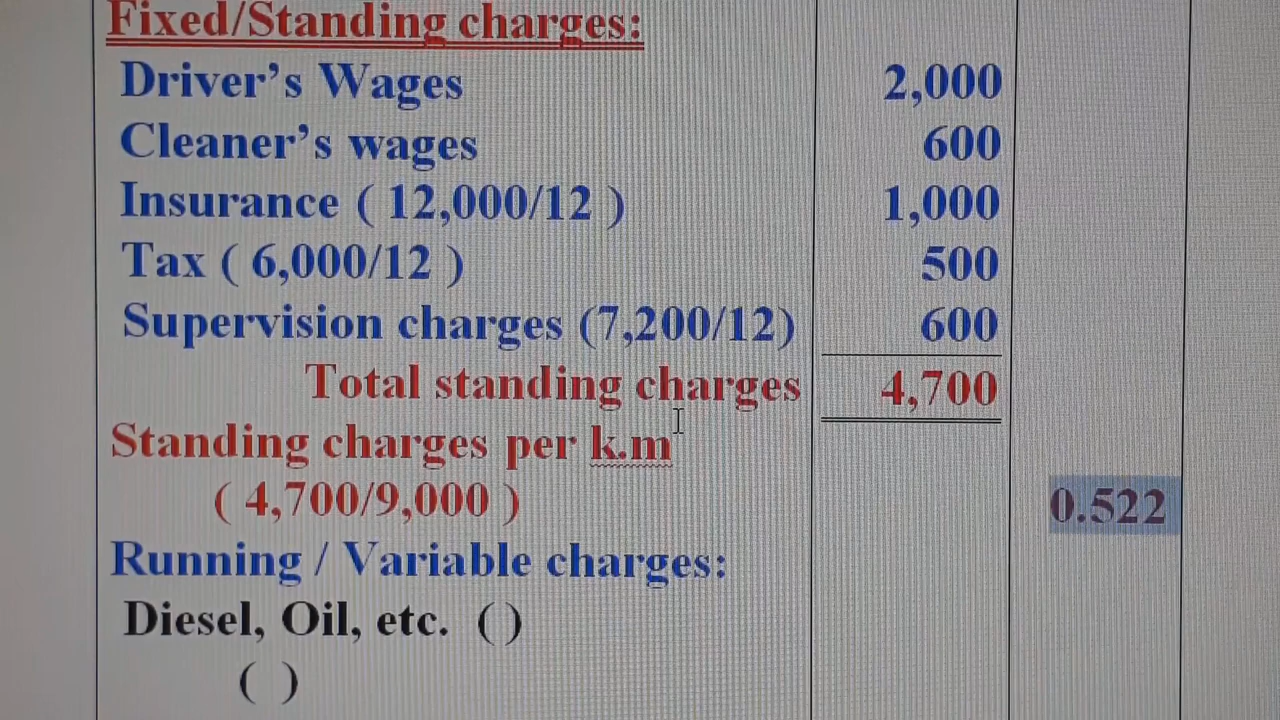 Fixed/Standing charges:
Driver's Wages 2,000
Cleaner's wages 600
Insurance ( 12,000/12 ) 1,000
Tax ( 6,000/12 ) 500
Supervision charges (7,200/12) 600
Total standing charges 4,700
Standing charges per k.m
( 4,700/9,000 ) 0.522
Running / Variable charges:
Diesel, Oil, etc. ()
( )